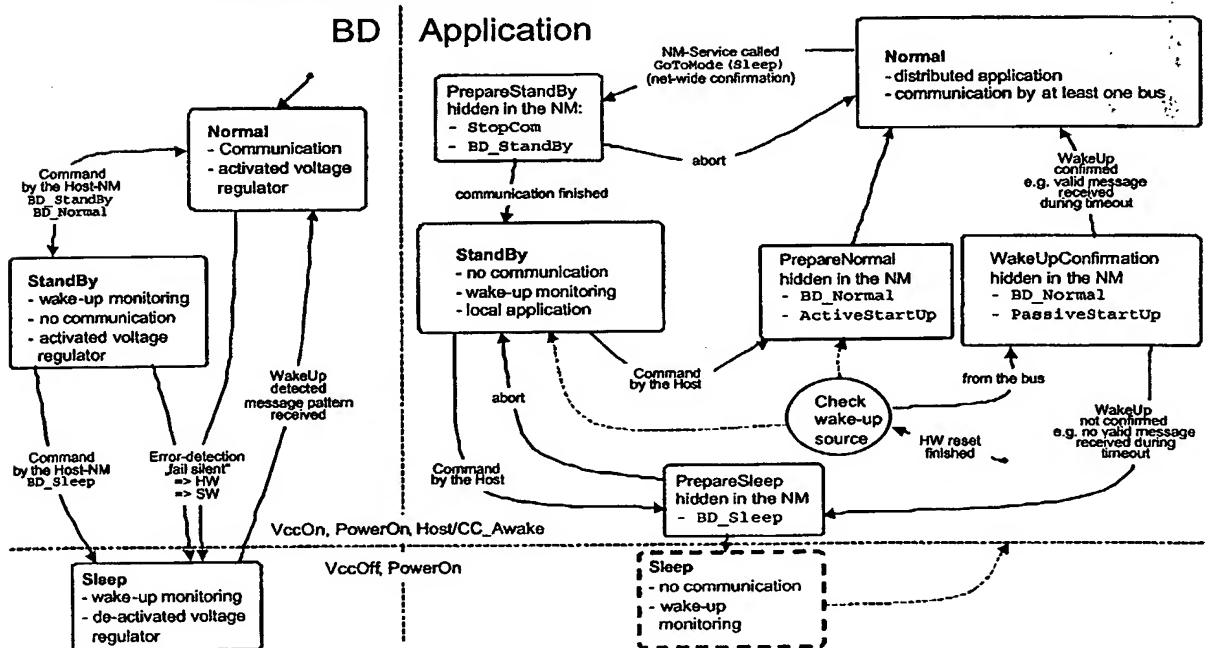 BD
Application
Normal
- Communication
- activated voltage
regulator
Command
by the Host-NM
BD_StandBy
BD_Normal
StandBy
- wake-up monitoring
- no communication
- activated voltage
regulator
Command
by the Host-NM
BD_Sleep
Error-detection
„fail silent"
=> HW
=> SW
WakeUp
detected
message pattern
received
Sleep
- wake-up monitoring
- de-activated voltage
regulator
NM-Service called
GoToMode (Sleep)
(net-wide confirmation)
PrepareStandBy
hidden in the NM:
- StopCom
- BD_StandBy
Normal
- distributed application
- communication by at least one bus
abort
communication finished
WakeUp
confirmed
e.g. valid message
received
during timeout
StandBy
- no communication
- wake-up monitoring
- local application
PrepareNormal
hidden in the NM
- BD_Normal
- ActiveStartUp
WakeUpConfirmation
hidden in the NM
- BD_Normal
- PassiveStartUp
Command
by the Host
abort
Command
by the Host
Check
wake-up
source
from the bus
HW reset
finished
WakeUp
not confirmed
e.g. no valid message
received during
timeout
PrepareSleep
hidden in the NM
- BD_Sleep
VccOn, PowerOn, Host/CC_Awake
VccOff, PowerOn
Sleep
- no communication
- wake-up
monitoring